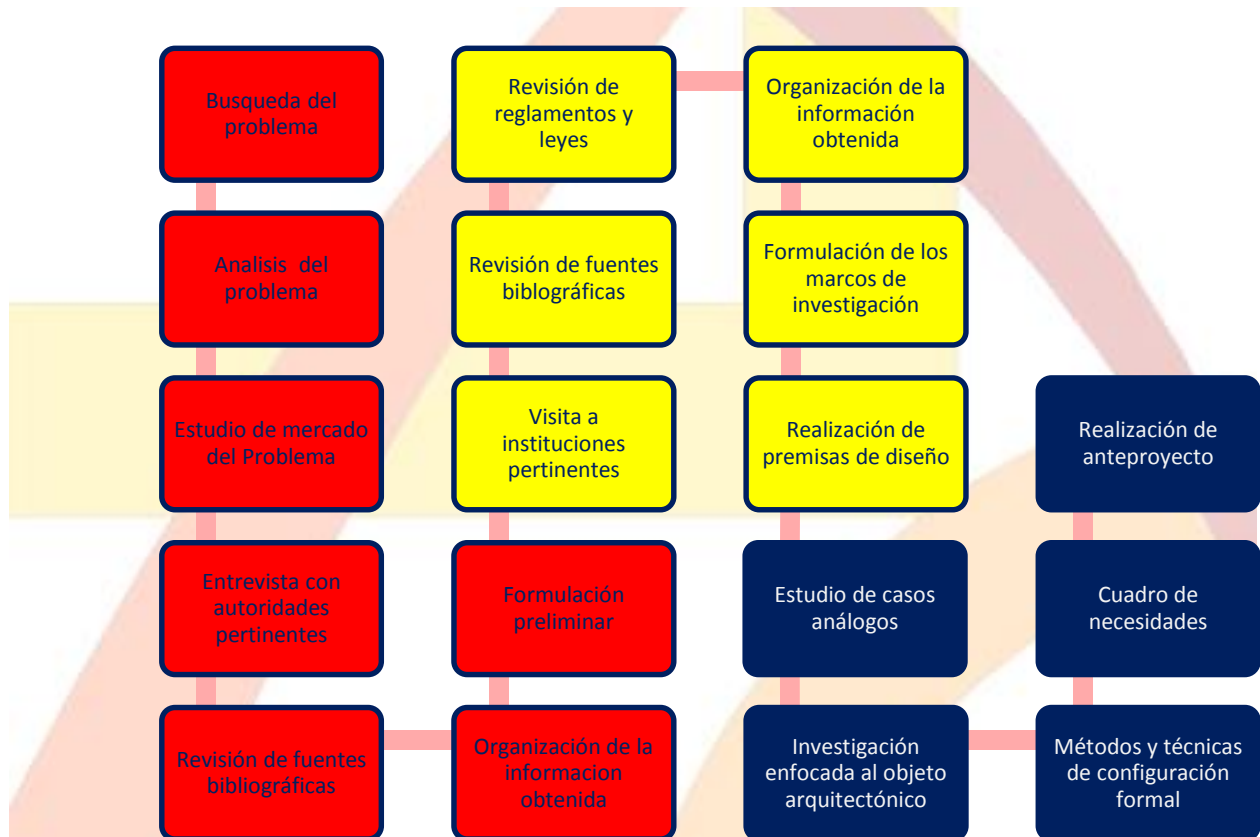 Busqueda del
problema
Analisis del
problema
Estudio de mercado
del Problema
Entrevista con
autoridades
pertinentes
Revisión de fuentes
bibliográficas
Organización de la
informacion
obtenida
Formulación
preliminar
Visita a
instituciones
pertinentes
Revisión de fuentes
biblográficas
Revisión de
reglamentos y
leyes
Organización de la
información
obtenida
Formulación de los
marcos de
investigación
Realización de
premisas de diseño
Estudio de casos
análogos
Investigación
enfocada al objeto
arquitectónico
Métodos y técnicas
de configuración
formal
Cuadro de
necesidades
Realización de
anteproyecto